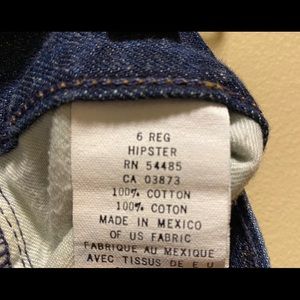 6 REG
HIPSTER
RN 54485
CA 03873
100% COTTON
100% COTON
MADE IN MEXICO
OF US FABRIC
FABRIQUE AU MEXIQUE
AVEC TISSUS DE E U